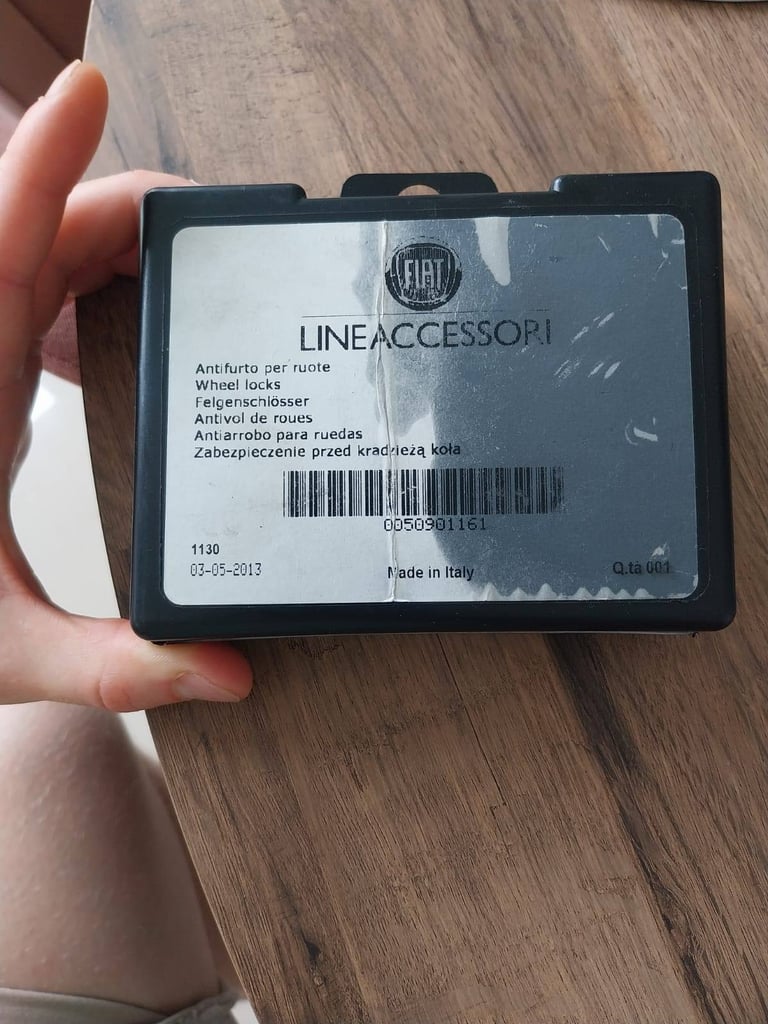 FIAT
LINEACCESSORI
Antifurto per ruote
Wheel locks
Felgenschlösser
Antivol de roues
Antiarrobo para ruedas
Zabezpieczenie przed kradzieżą koła
0050901161
1130
03-05-2013
Made in Italy
Q.tà 001